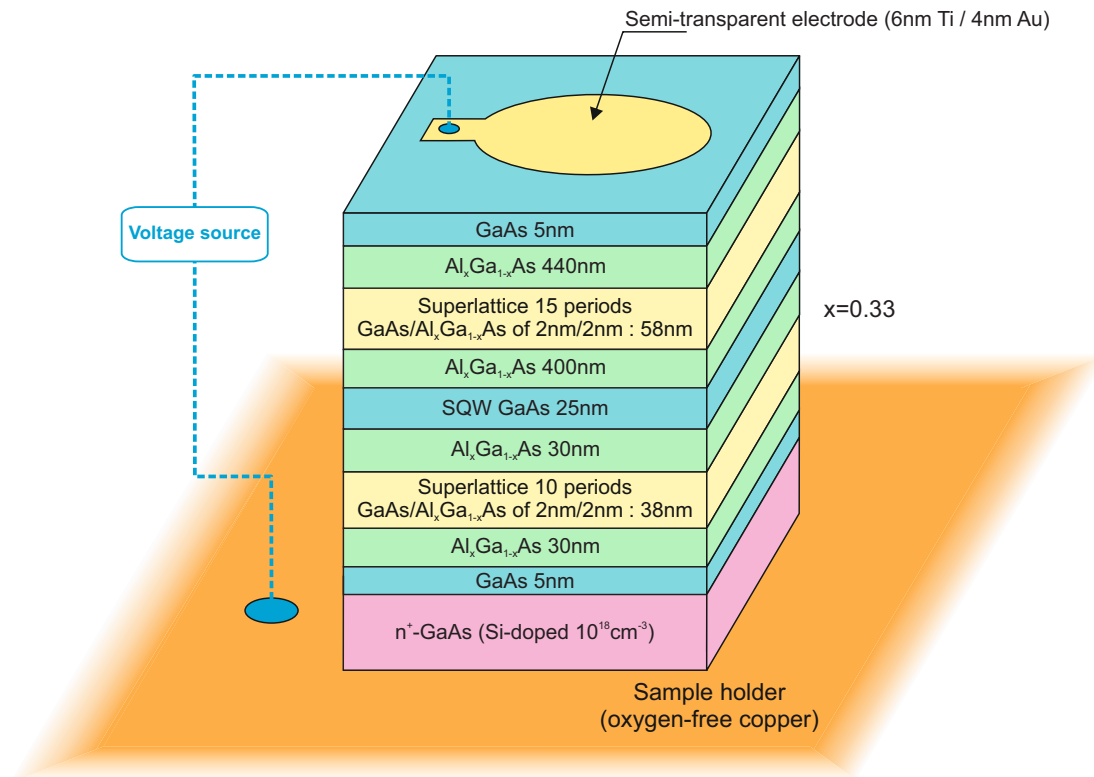 Semi-transparent electrode (6nm Ti / 4nm Au)
Voltage source
GaAs 5nm
AlₓGa₁₋ₓAs 440nm
Superlattice 15 periods
GaAs/AlₓGa₁₋ₓAs of 2nm/2nm : 58nm
x=0.33
AlₓGa₁₋ₓAs 400nm
SQW GaAs 25nm
AlₓGa₁₋ₓAs 30nm
Superlattice 10 periods
GaAs/AlₓGa₁₋ₓAs of 2nm/2nm : 38nm
AlₓGa₁₋ₓAs 30nm
GaAs 5nm
n⁺-GaAs (Si-doped 10¹⁸cm⁻³)
Sample holder
(oxygen-free copper)